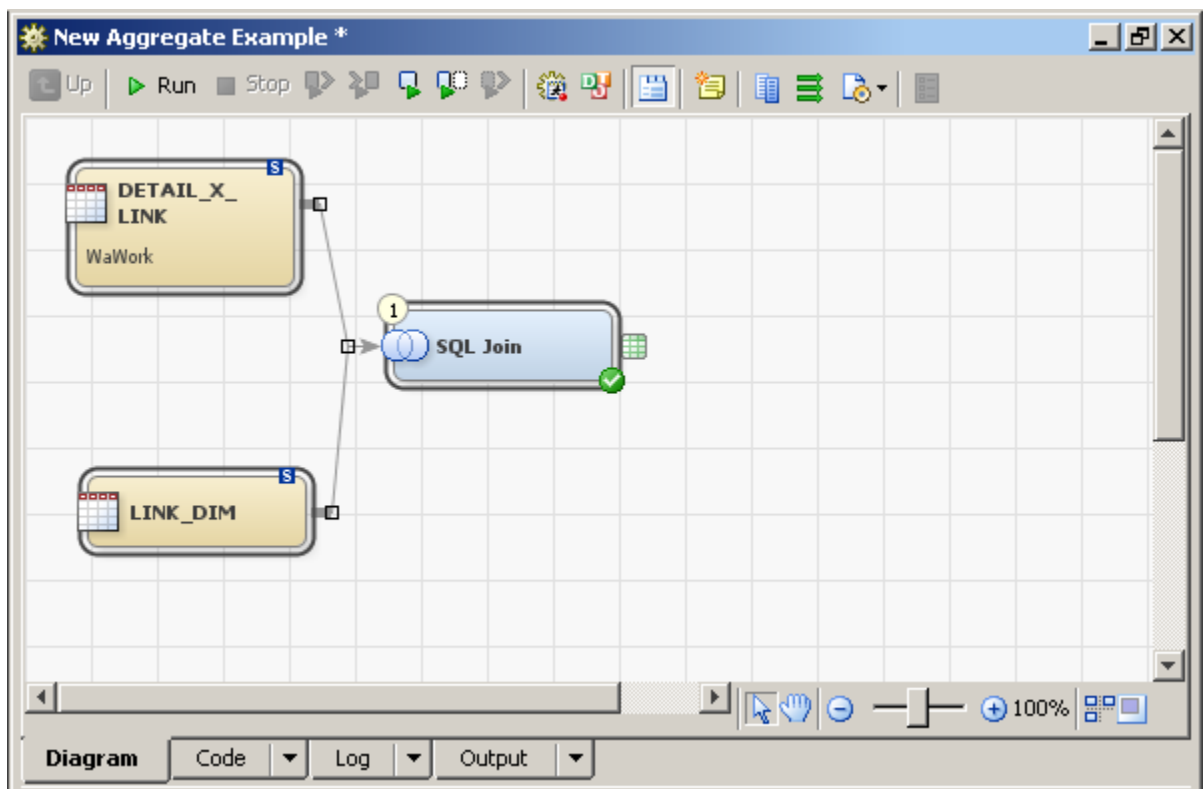 New Aggregate Example *
Up Run Stop
S
DETAIL_X_
LINK
WaWork
1
SQL Join
S
LINK_DIM
100%
Diagram Code Log Output